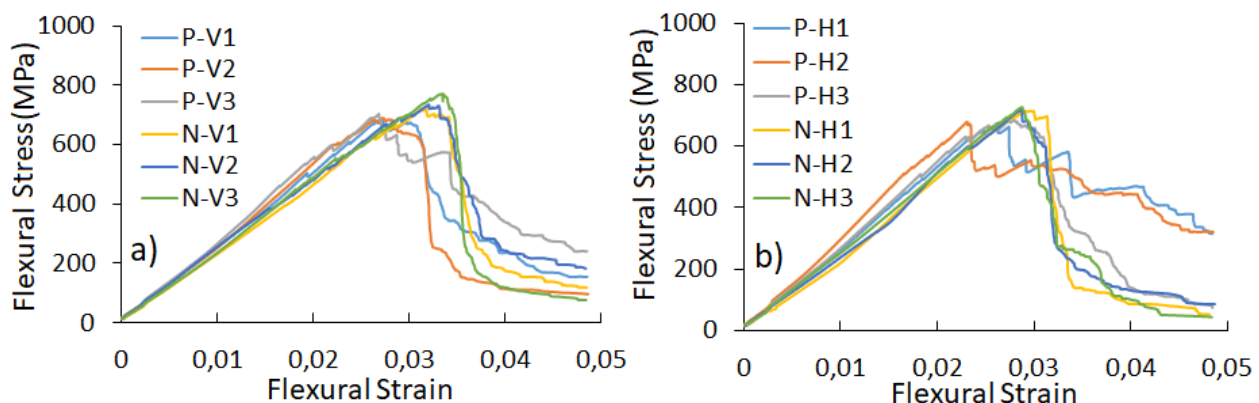 1000
800
600
400
200
0
Flexural Stress(MPa)
P-V1
P-V2
P-V3
N-V1
N-V2
N-V3
a)
0 0,01 0,02 0,03 0,04 0,05
Flexural Strain
1000
800
600
400
200
0
Flexural Stress (MPa)
P-H1
P-H2
P-H3
N-H1
N-H2
N-H3
b)
0 0,01 0,02 0,03 0,04 0,05
Flexural Strain